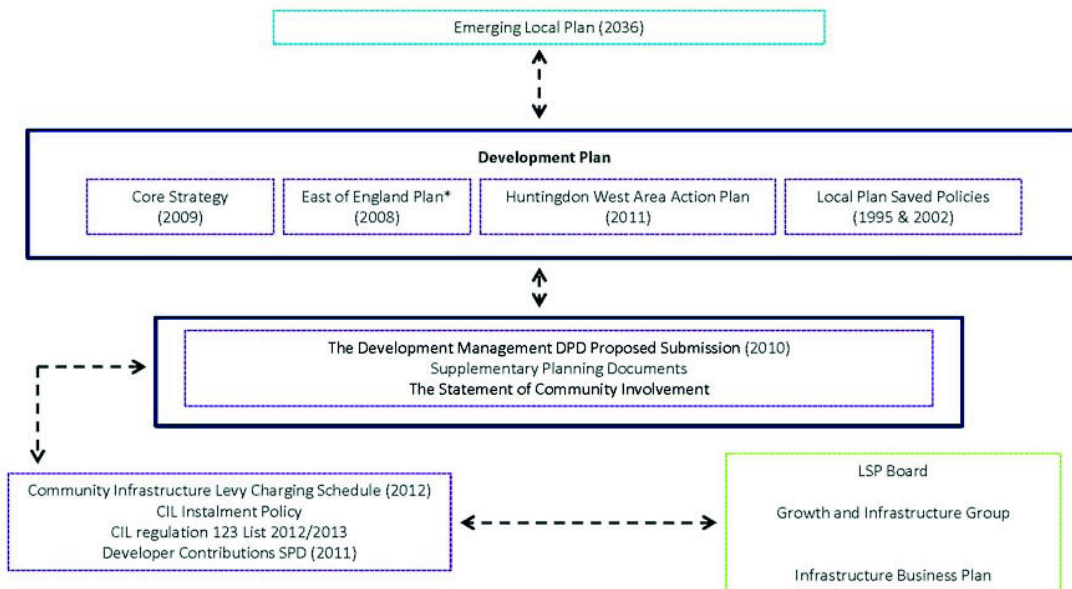 Emerging Local Plan (2036)
Development Plan
Core Strategy
(2009)
East of England Plan*
(2008)
Huntingdon West Area Action Plan
(2011)
Local Plan Saved Policies
(1995 & 2002)
The Development Management DPD Proposed Submission (2010)
Supplementary Planning Documents
The Statement of Community Involvement
Community Infrastructure Levy Charging Schedule (2012)
CIL Instalment Policy
CIL regulation 123 List 2012/2013
Developer Contributions SPD (2011)
LSP Board
Growth and Infrastructure Group
Infrastructure Business Plan